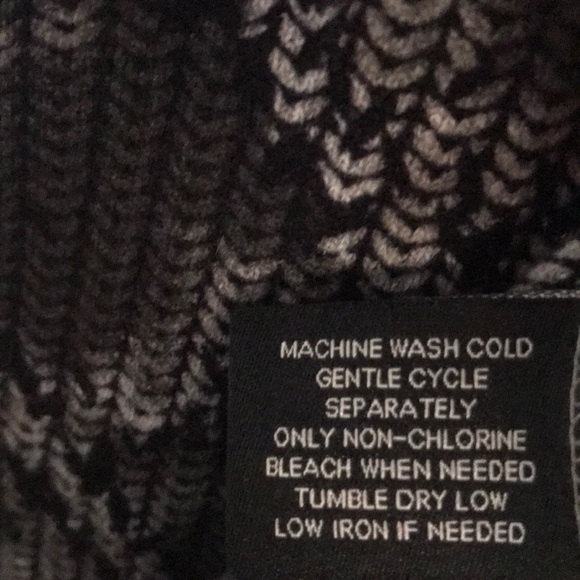 MACHINE WASH COLD
GENTLE CYCLE
SEPARATELY
ONLY NON-CHLORINE
BLEACH WHEN NEEDED
TUMBLE DRY LOW
LOW IRON IF NEEDED